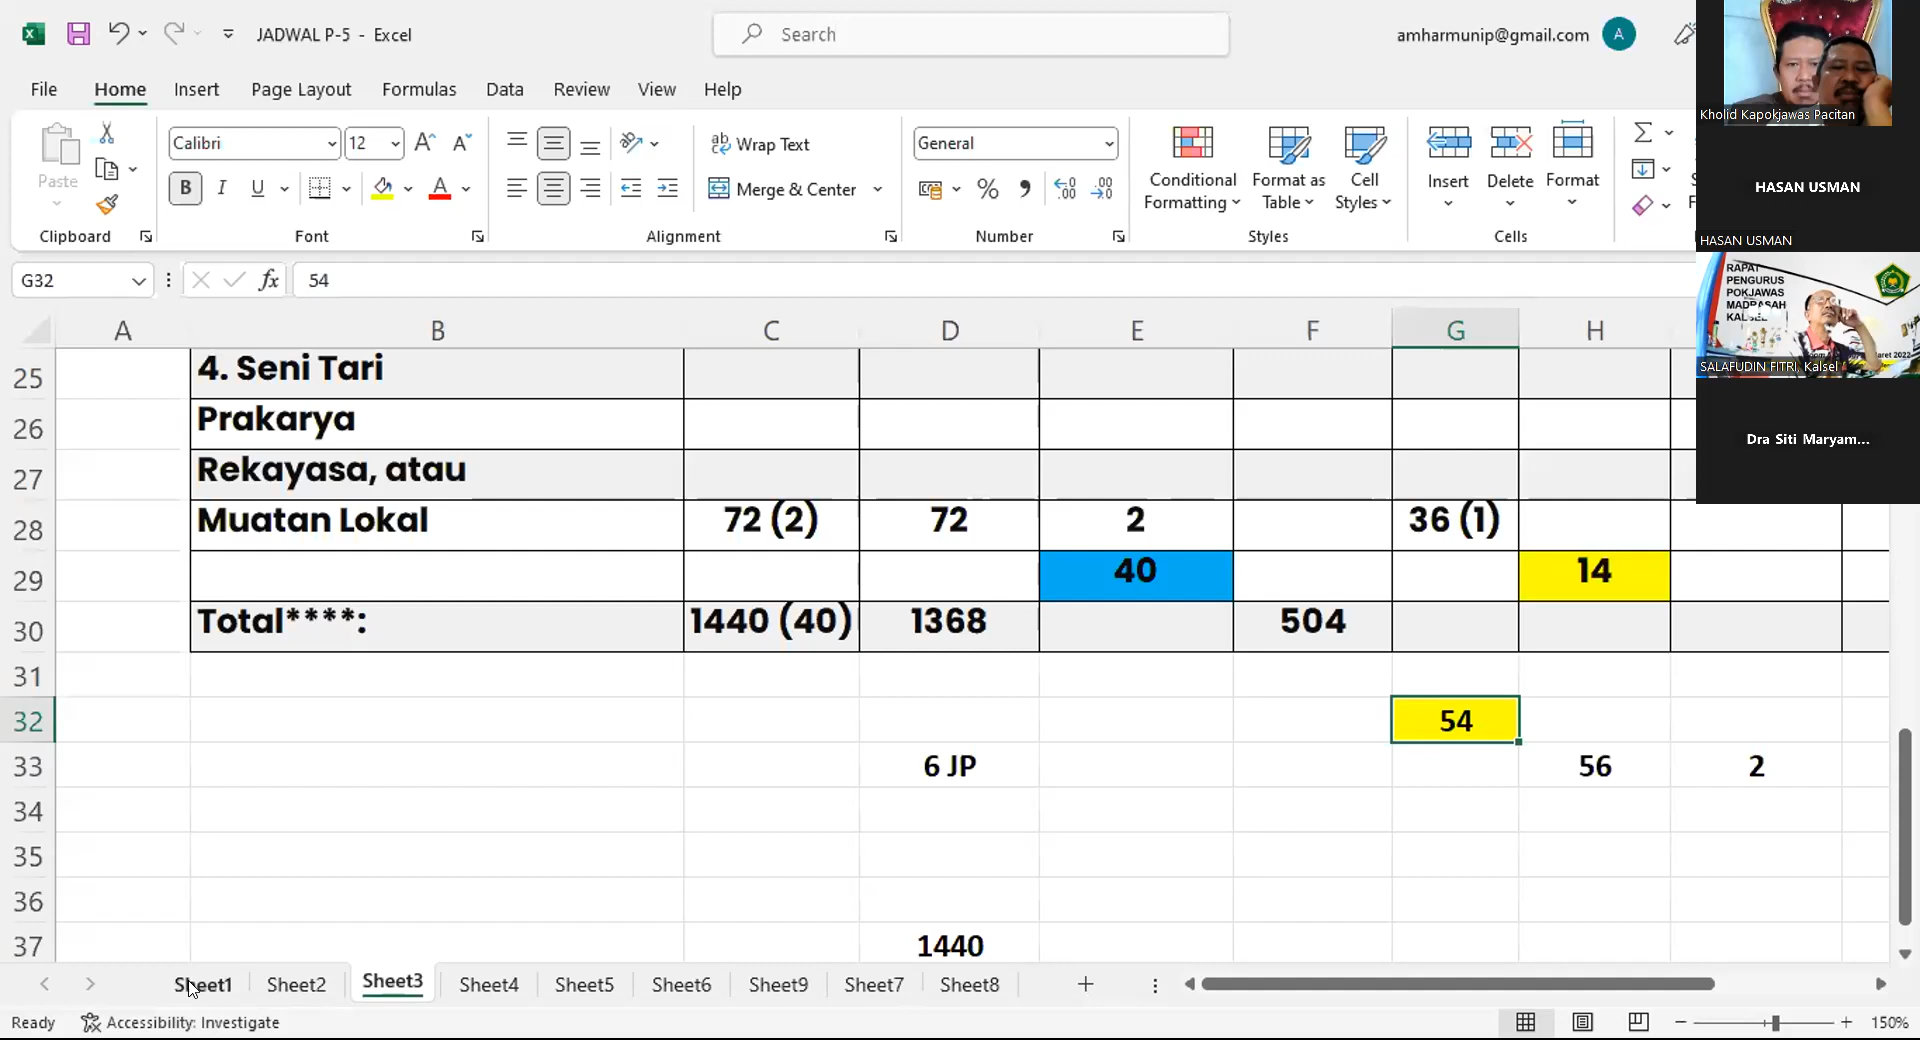 JADWAL P-5 - Excel
Search
amharmunip@gmail.com
A
File Home Insert Page Layout Formulas Data Review View Help
Paste
Clipboard
Calibri 12
B I U
Font
Wrap Text
Merge & Center
Alignment
General
Number
Conditional Formatting
Format as Table
Cell Styles
Styles
Insert Delete Format
Cells
G32
fx 54
A B C D E F G H
25 4. Seni Tari
26 Prakarya
27 Rekayasa, atau
28 Muatan Lokal 72 (2) 72 2 36 (1)
29 40 14
30 Total****: 1440 (40) 1368 504
31
32 54
33 6 JP 56 2
34
35
36
37 1440
Sheet1 Sheet2 Sheet3 Sheet4 Sheet5 Sheet6 Sheet9 Sheet7 Sheet8
Ready Accessibility: Investigate 150%
Kholid Kapokjawas Pacitan
HASAN USMAN
HASAN USMAN
RAPAT
PENGURUS
POKJAWAS
MADRASAH
KALSEL
SALAFUDIN FITRI, Kalsel
Dra Siti Maryam...